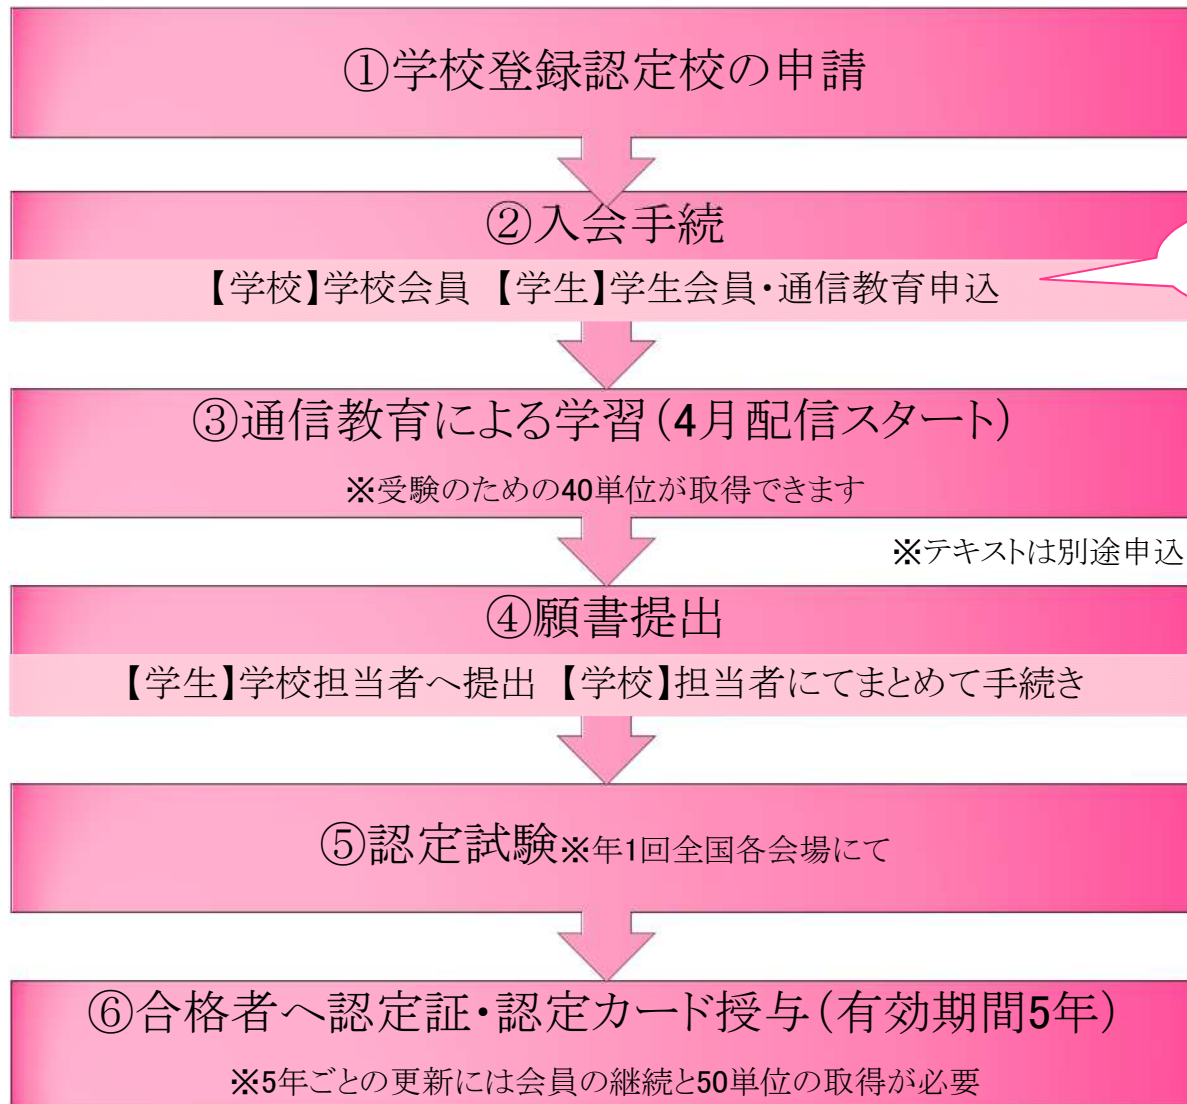 ①学校登録認定校の申請
②入会手続
【学校】学校会員 【学生】学生会員・通信教育申込
③通信教育による学習（4月配信スタート）
※受験のための40単位が取得できます
※テキストは別途申込
④願書提出
【学生】学校担当者へ提出 【学校】担当者にてまとめて手続き
⑤認定試験※年1回全国各会場にて
⑥合格者へ認定証・認定カード授与（有効期間5年）
※5年ごとの更新には会員の継続と50単位の取得が必要